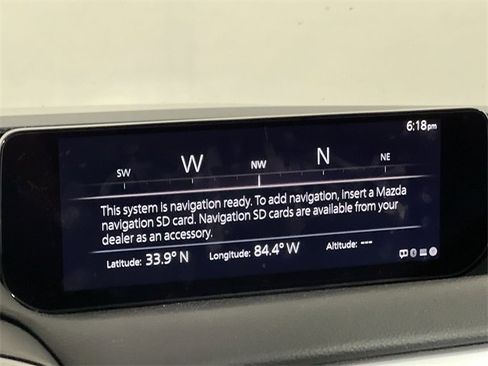 6:18pm
SW W NW N NE
This system is navigation ready. To add navigation, insert a Mazda
navigation SD card. Navigation SD cards are available from your
dealer as an accessory.
Latitude: 33.9° N Longitude: 84.4° W Altitude: ---